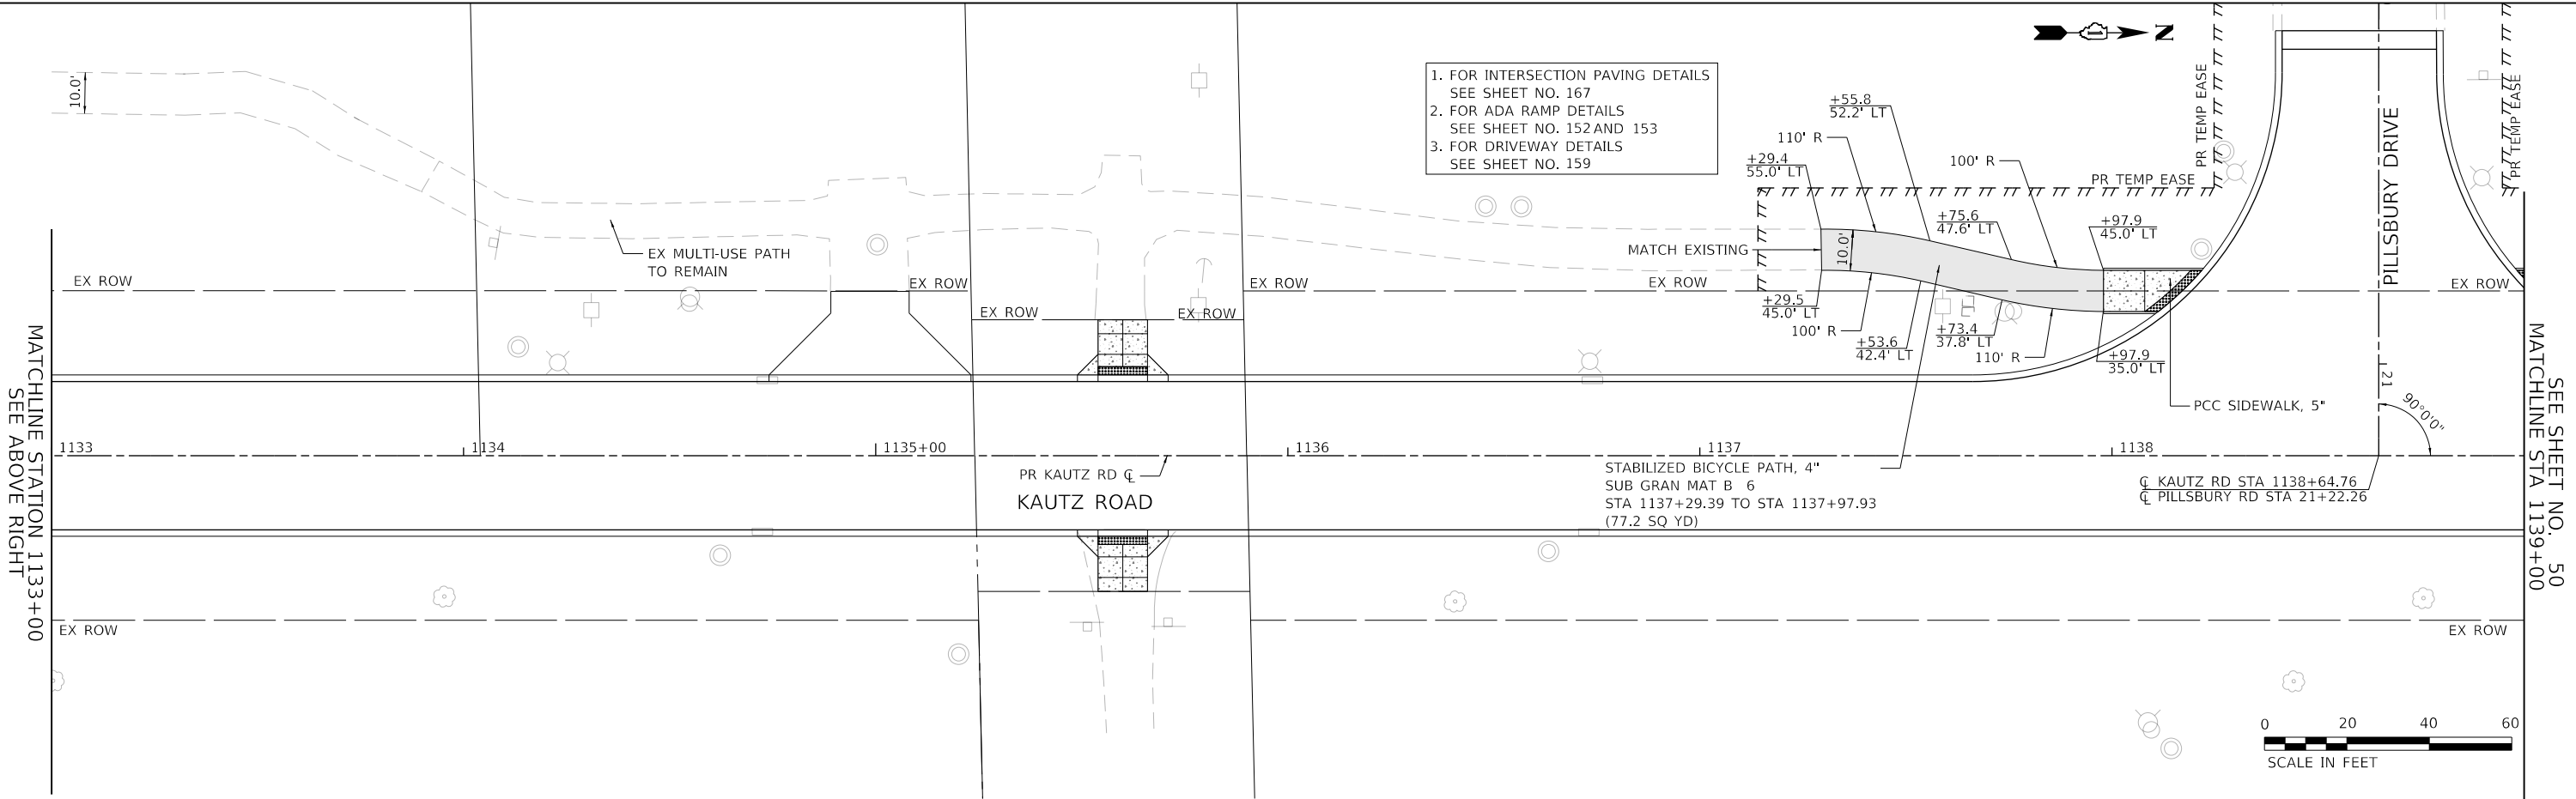 N
1. FOR INTERSECTION PAVING DETAILS
SEE SHEET NO. 167
2. FOR ADA RAMP DETAILS
SEE SHEET NO. 152 AND 153
3. FOR DRIVEWAY DETAILS
SEE SHEET NO. 159
10.0'
EX MULTI-USE PATH
TO REMAIN
EX ROW
EX ROW
EX ROW
EX ROW
EX ROW
EX ROW
EX ROW
MATCH EXISTING
+29.4
55.0' LT
110' R
+55.8
52.2' LT
100' R
+75.6
47.6' LT
+97.9
45.0' LT
10.0'
+29.5
45.0' LT
100' R
+53.6
42.4' LT
+73.4
37.8' LT
110' R
+97.9
35.0' LT
PR TEMP EASE
PR TEMP EASE
PR TEMP EASE
PILLSBURY DRIVE
21
90°0'0"
PCC SIDEWALK, 5"
MATCHLINE STATION 1133+00
SEE ABOVE RIGHT
1133
1134
1135+00
1136
1137
1138
PR KAUTZ RD ℄
KAUTZ ROAD
STABILIZED BICYCLE PATH, 4"
SUB GRAN MAT B 6
STA 1137+29.39 TO STA 1137+97.93
(77.2 SQ YD)
℄ KAUTZ RD STA 1138+64.76
℄ PILLSBURY RD STA 21+22.26
SEE SHEET NO. 50
MATCHLINE STA 1139+00
EX ROW
EX ROW
0 20 40 60
SCALE IN FEET